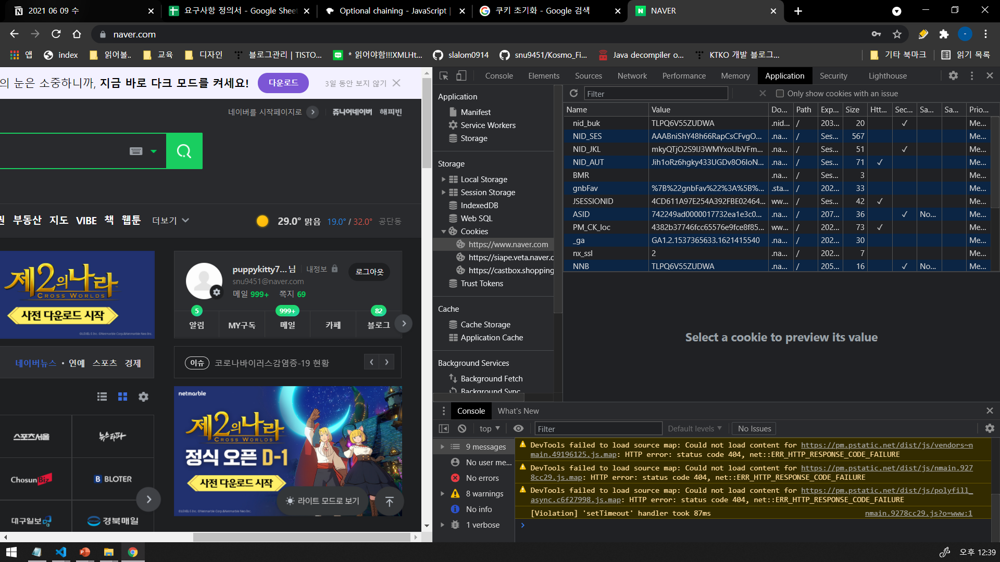 2021 06 09 수
요구사항 정의서 - Google Sheet
Optional chaining - JavaScript |
쿠키 초기화 - Google 검색
NAVER
naver.com
앱
index
읽어볼..
교육
디자인
블로그관리 | TISTO...
* 읽어야함!!!XMLHt...
slalom0914
snu9451/Kosmo_Fi...
Java decompiler o...
KTKO 개발 블로그...
기타 북마크
읽기 목록
의 눈은 소중하니까, 지금 바로 다크 모드를 켜세요!
다운로드
3일 동안 보지 않기
네이버를 시작페이지로
쥬니어네이버
해피빈
부동산 지도 VIBE 책 웹툰 더보기
29.0° 맑음 19.0° / 32.0° 공단동
제2의나라
CROSS WORLDS
사전 다운로드 시작
puppykitty7...님
내정보
로그아웃
snu9451@naver.com
메일 999+ 쪽지 69
5
999+
82
알림
MY구독
메일
카페
블로그
네이버뉴스 • 연예 스포츠 경제
이슈
코로나바이러스감염증-19 현황
스포츠서울
뉴스타파
ChosunBiz
BLOTER
대구일보
경북매일
netmarble
제2의나라
CROSS WORLDS
정식 오픈 D-1
사전 다운로드 시작
라이트 모드로 보기
Console
Elements
Sources
Network
Performance
Memory
Application
Security
Lighthouse
Application
Manifest
Service Workers
Storage
Storage
Local Storage
Session Storage
IndexedDB
Web SQL
Cookies
https://www.naver.com
https://siape.veta.naver.c
https://castbox.shopping
Trust Tokens
Cache
Cache Storage
Application Cache
Background Services
Background Fetch
Background Sync
Filter
Only show cookies with an issue
Name Value Do... Path Exp... Size Htt... Sec... Sa... Sa... Prio...
nid_buk TLPQ6V55ZUDWA .nid... / 203... 20 ✓ Me...
NID_SES AAABniShY48h66RapCsCFvgO... .na... / Ses... 567 Me...
NID_JKL mkyQTjO2S9lJ3WMYxoUbVFm... .na... / Ses... 51 ✓ Me...
NID_AUT Jih1oRz6hgky433UGDv8O6IoN... .na... / Ses... 71 ✓ Me...
BMR .na... / Ses... 3 Me...
gnbFav %7B%22gnbFav%22%3A%5B%... .sta... / 202... 33 Me...
JSESSIONID 4CD611A97E254A392FBE02464... ww... / Ses... 42 ✓ Me...
ASID 742249ad0000017732ea1e3c0... .na... / 207... 36 ✓ No... Me...
PM_CK_loc 4382b37746fcc65576e9fce8f85... ww... / 202... 73 ✓ Me...
_ga GA1.2.1537365633.1621415540 .na... / 202... 30 Me...
nx_ssl 2 .na... / 202... 7 Me...
NNB TLPQ6V55ZUDWA .na... / 205... 16 ✓ No... Me...
Select a cookie to preview its value
Console
What's New
top
Filter
Default levels
No Issues
9 messages
No user me...
No errors
8 warnings
No info
1 verbose
DevTools failed to load source map: Could not load content for https://pm.pstatic.net/dist/js/vendors~n
main.49196125.js.map: HTTP error: status code 404, net::ERR_HTTP_RESPONSE_CODE_FAILURE
DevTools failed to load source map: Could not load content for https://pm.pstatic.net/dist/js/nmain.927
8cc29.js.map: HTTP error: status code 404, net::ERR_HTTP_RESPONSE_CODE_FAILURE
DevTools failed to load source map: Could not load content for https://pm.pstatic.net/dist/js/polyfill_
async.c6f27998.js.map: HTTP error: status code 404, net::ERR_HTTP_RESPONSE_CODE_FAILURE
[Violation] 'setTimeout' handler took 87ms
nmain.9278cc29.js?o=www:1
오후 12:39